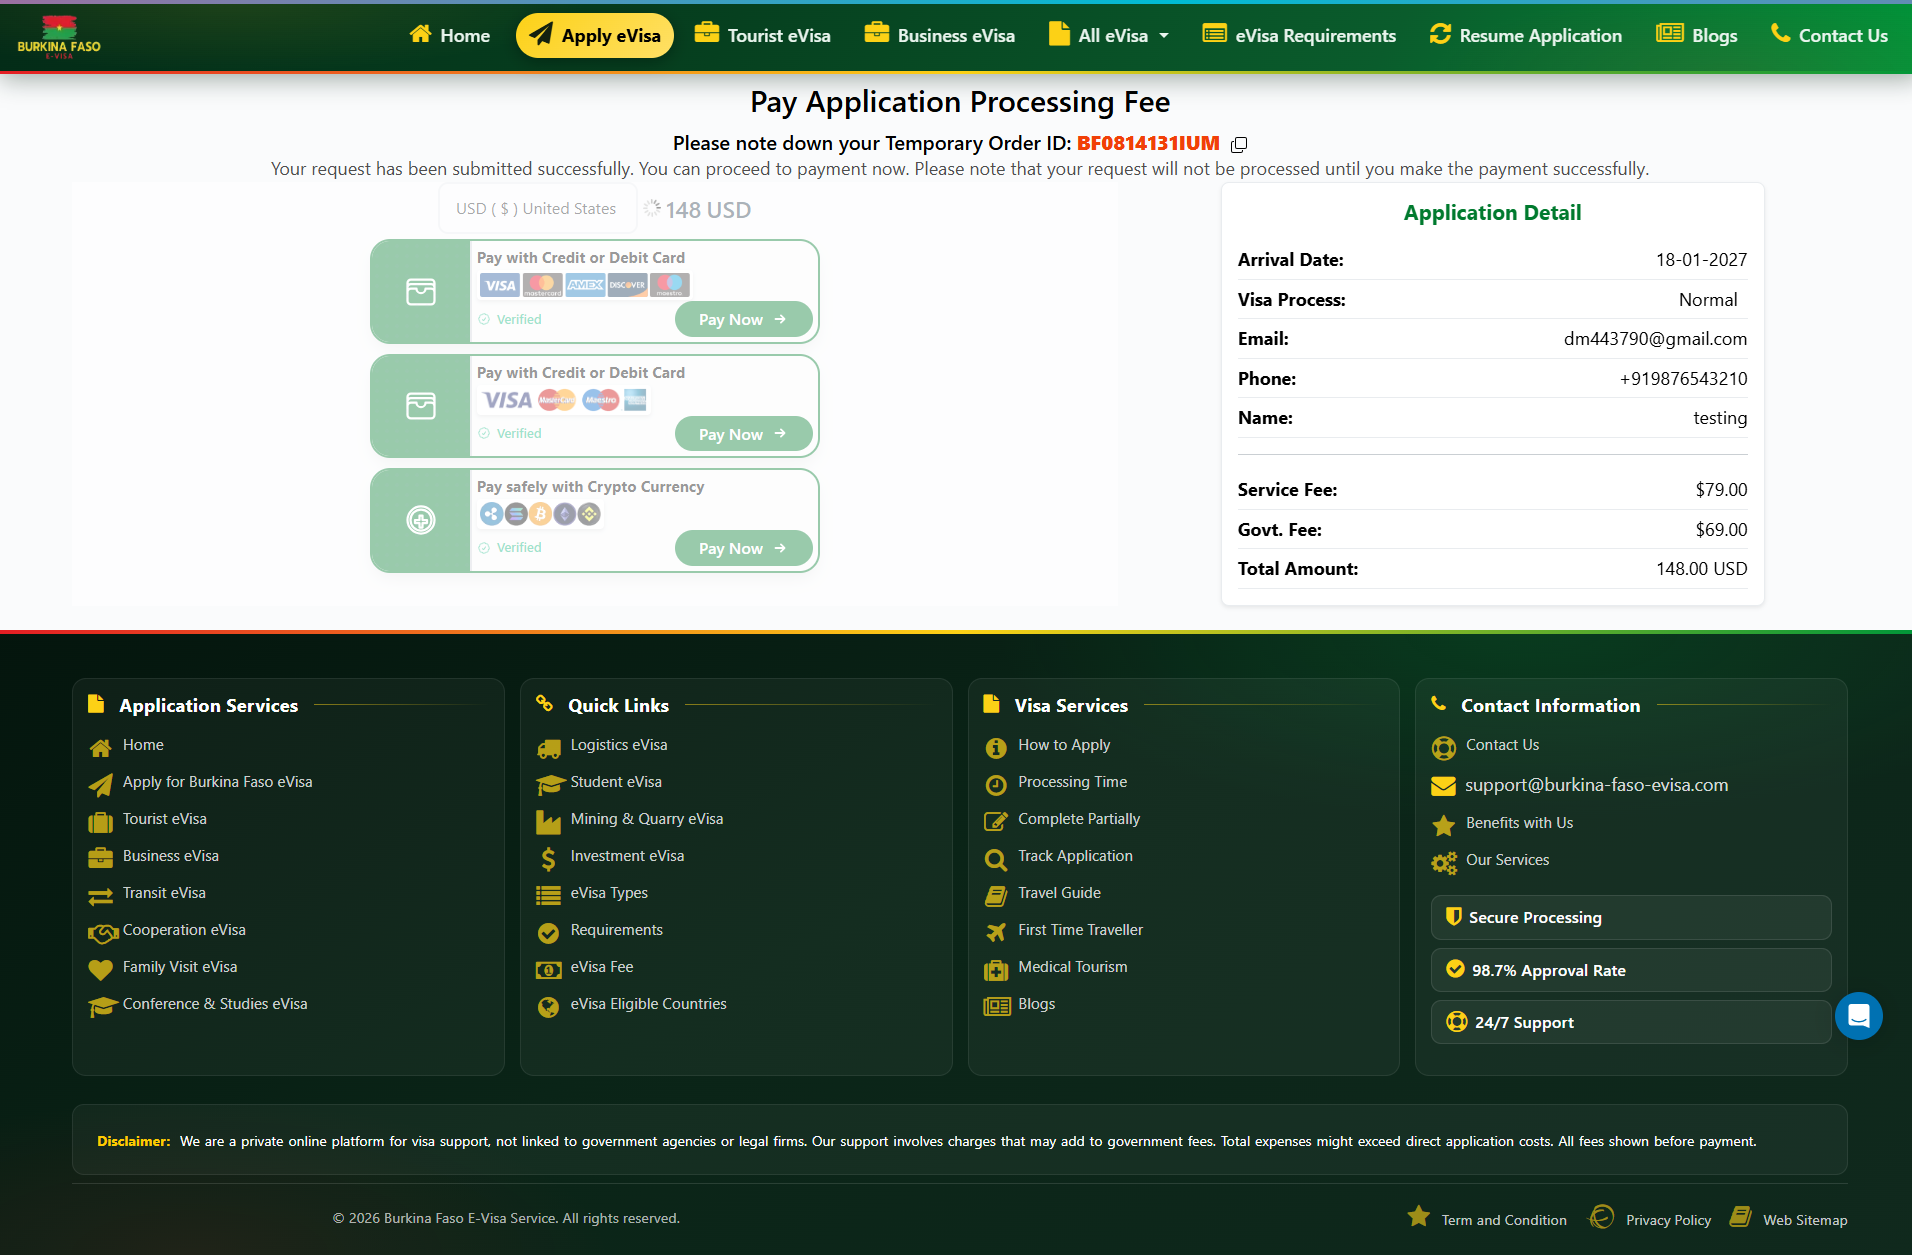 BURKINA FASO
E-VISA
Home
Apply eVisa
Tourist eVisa
Business eVisa
All eVisa
eVisa Requirements
Resume Application
Blogs
Contact Us
Pay Application Processing Fee
Please note down your Temporary Order ID: BF0814131IUM
Your request has been submitted successfully. You can proceed to payment now. Please note that your request will not be processed until you make the payment successfully.
USD ( $ ) United States
148 USD
Pay with Credit or Debit Card
VISA mastercard AMEX DISCOVER maestro
Verified
Pay Now
Pay with Credit or Debit Card
VISA MasterCard Maestro
Verified
Pay Now
Pay safely with Crypto Currency
Verified
Pay Now
Application Detail
Arrival Date: 18-01-2027
Visa Process: Normal
Email: dm443790@gmail.com
Phone: +919876543210
Name: testing
Service Fee: $79.00
Govt. Fee: $69.00
Total Amount: 148.00 USD
Application Services
Home
Apply for Burkina Faso eVisa
Tourist eVisa
Business eVisa
Transit eVisa
Cooperation eVisa
Family Visit eVisa
Conference & Studies eVisa
Quick Links
Logistics eVisa
Student eVisa
Mining & Quarry eVisa
Investment eVisa
eVisa Types
Requirements
eVisa Fee
eVisa Eligible Countries
Visa Services
How to Apply
Processing Time
Complete Partially
Track Application
Travel Guide
First Time Traveller
Medical Tourism
Blogs
Contact Information
Contact Us
support@burkina-faso-evisa.com
Benefits with Us
Our Services
Secure Processing
98.7% Approval Rate
24/7 Support
Disclaimer: We are a private online platform for visa support, not linked to government agencies or legal firms. Our support involves charges that may add to government fees. Total expenses might exceed direct application costs. All fees shown before payment.
© 2026 Burkina Faso E-Visa Service. All rights reserved.
Term and Condition
Privacy Policy
Web Sitemap